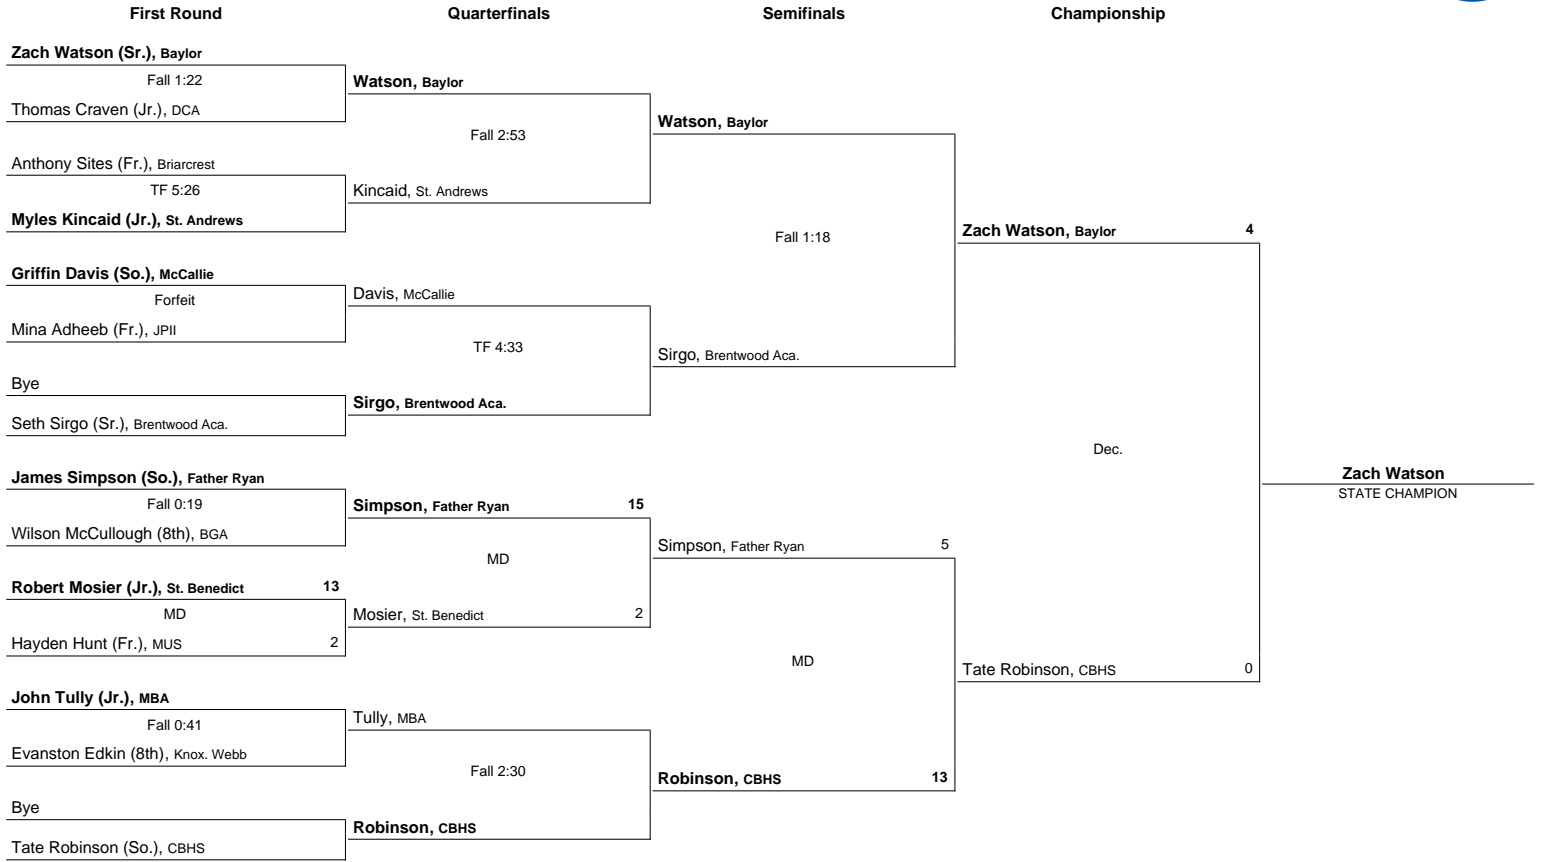 First Round
Quarterfinals
Semifinals
Championship
Zach Watson (Sr.), Baylor
Fall 1:22
Thomas Craven (Jr.), DCA
Anthony Sites (Fr.), Briarcrest
TF 5:26
Myles Kincaid (Jr.), St. Andrews
Griffin Davis (So.), McCallie
Forfeit
Mina Adheeb (Fr.), JPII
Bye
Seth Sirgo (Sr.), Brentwood Aca.
James Simpson (So.), Father Ryan
Fall 0:19
Wilson McCullough (8th), BGA
Robert Mosier (Jr.), St. Benedict 13
MD
Hayden Hunt (Fr.), MUS 2
John Tully (Jr.), MBA
Fall 0:41
Evanston Edkin (8th), Knox. Webb
Bye
Tate Robinson (So.), CBHS
Watson, Baylor
Fall 2:53
Kincaid, St. Andrews
Davis, McCallie
TF 4:33
Sirgo, Brentwood Aca.
Simpson, Father Ryan 15
MD
Mosier, St. Benedict 2
Tully, MBA
Fall 2:30
Robinson, CBHS
Watson, Baylor
Fall 1:18
Sirgo, Brentwood Aca.
Simpson, Father Ryan 5
MD
Robinson, CBHS 13
Zach Watson, Baylor 4
Dec.
Tate Robinson, CBHS 0
Zach Watson
STATE CHAMPION